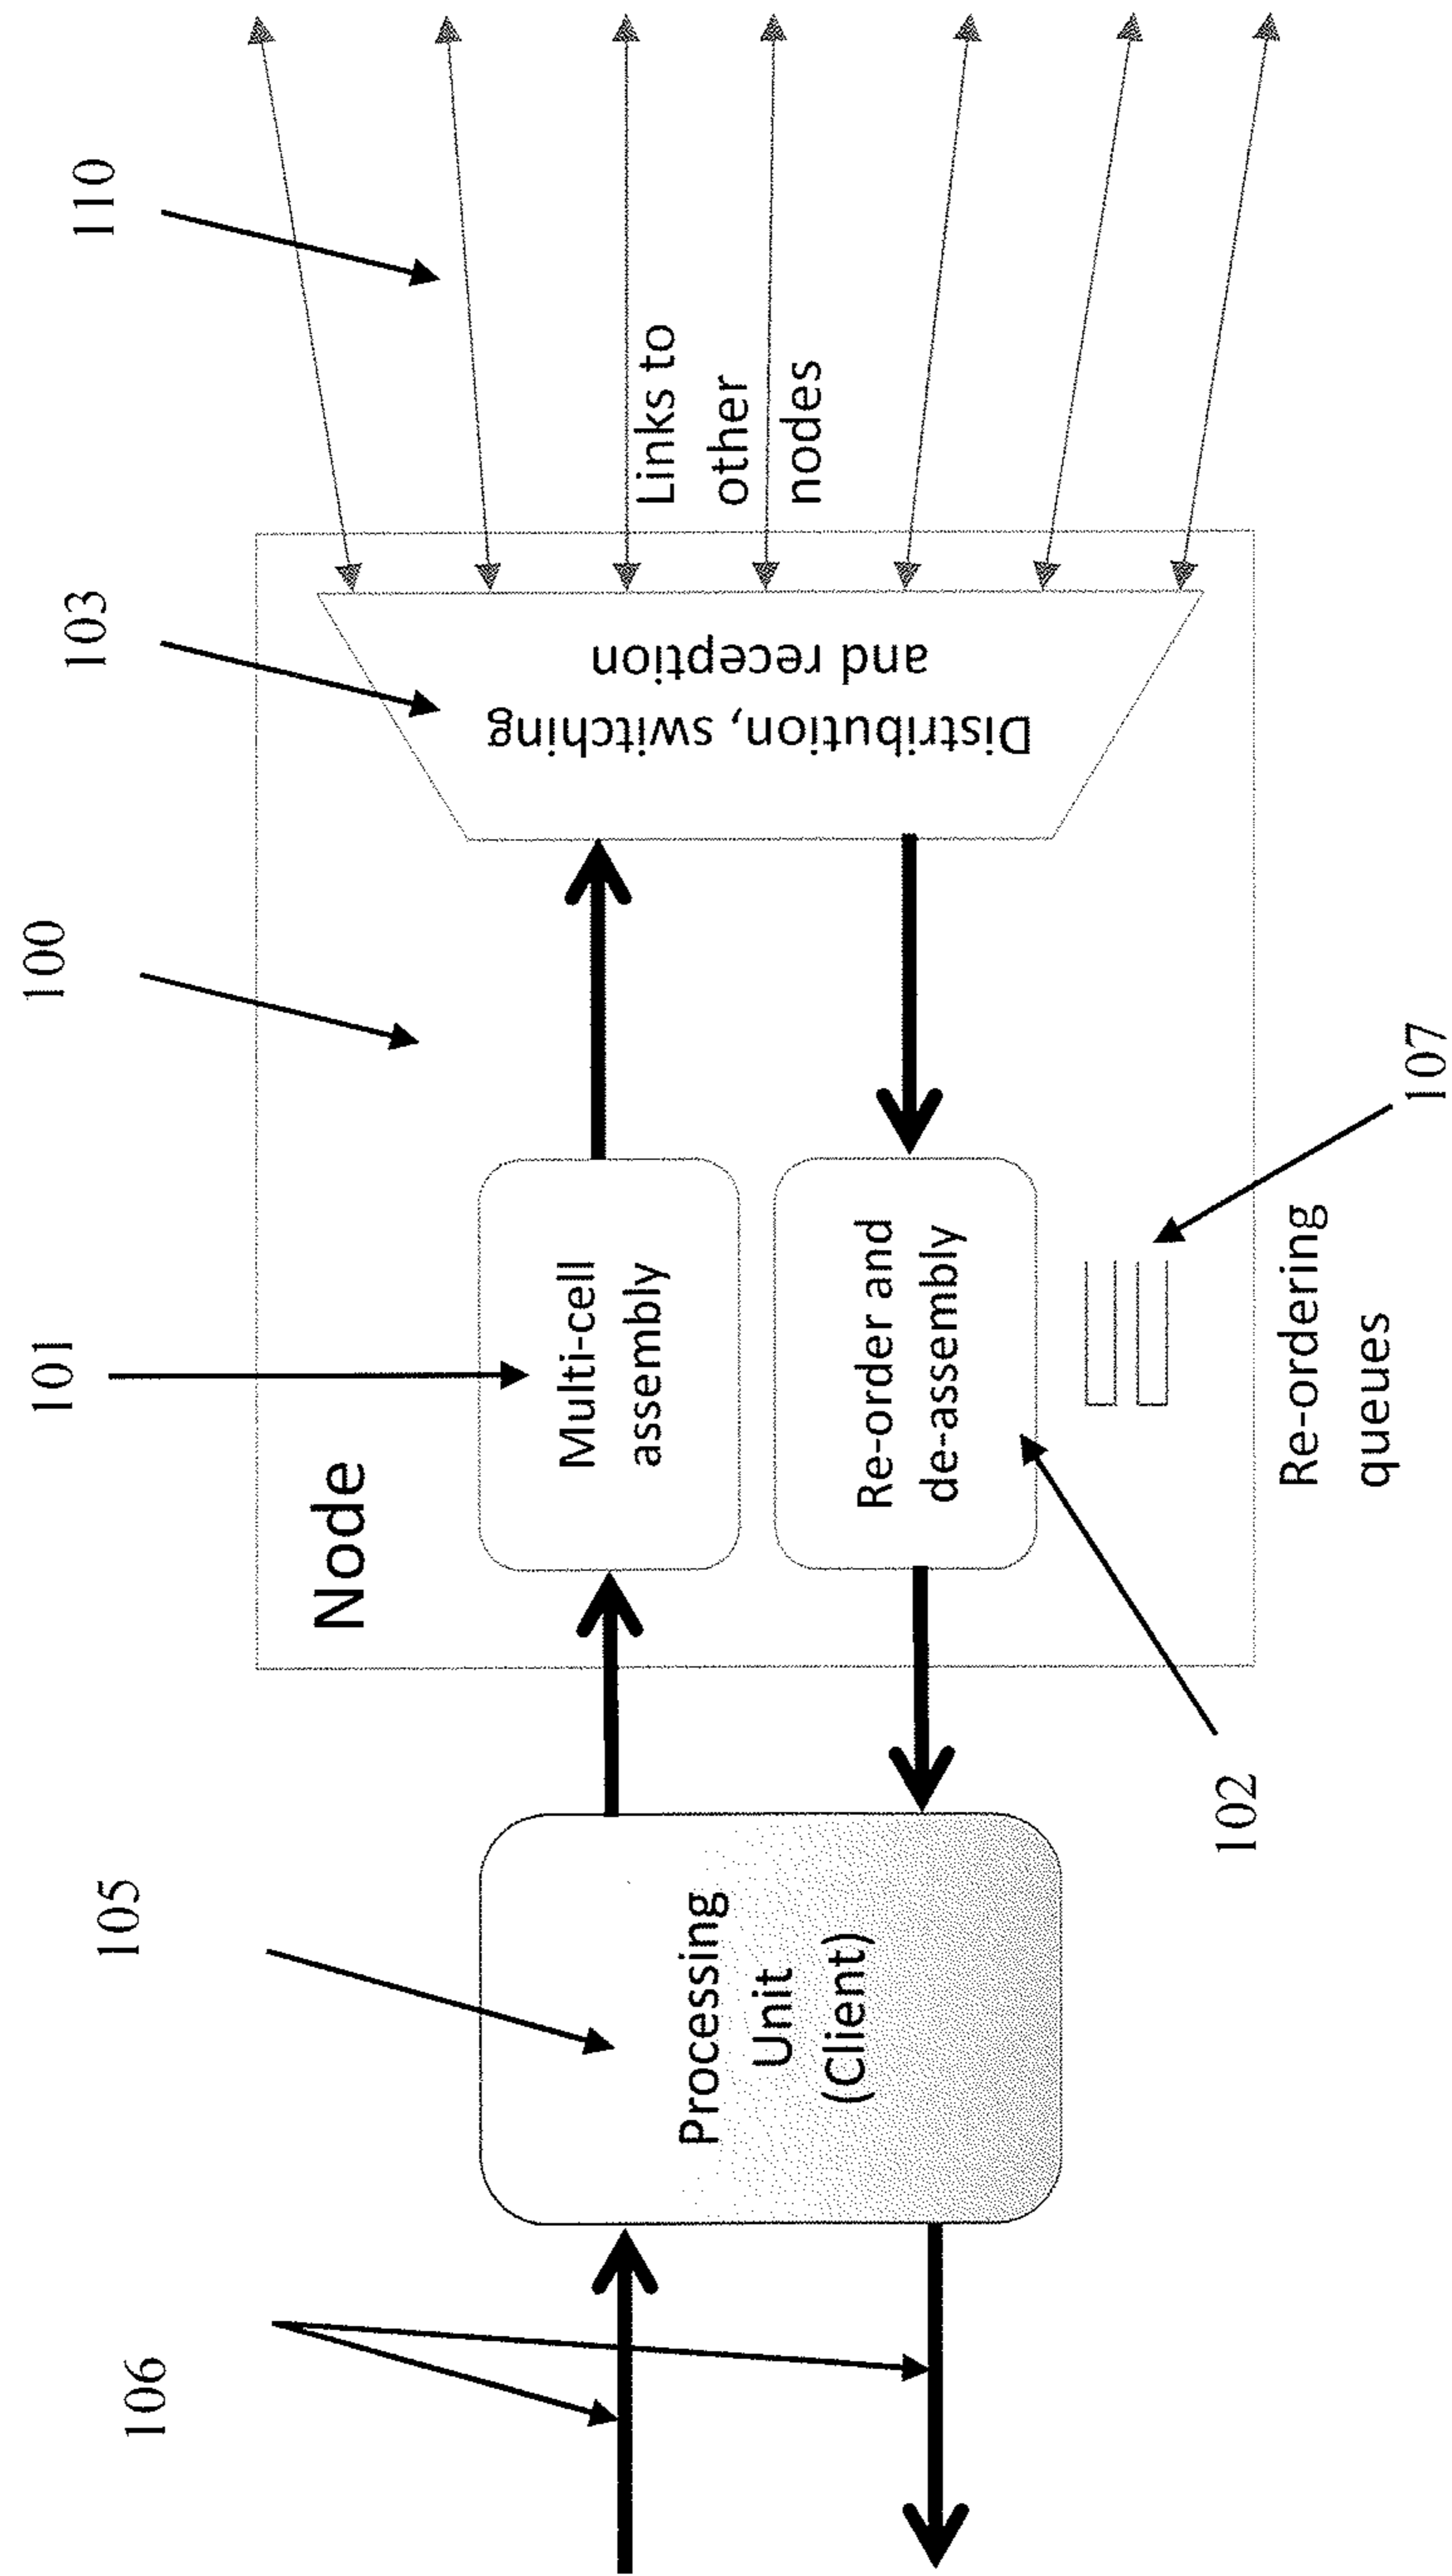 106
105
Processing
Unit
(Client)
102
Node
101
Multi-cell
assembly
Re-order and
de-assembly
Re-ordering
queues
107
100
103
Distribution, switching
and reception
Links to
other
nodes
110